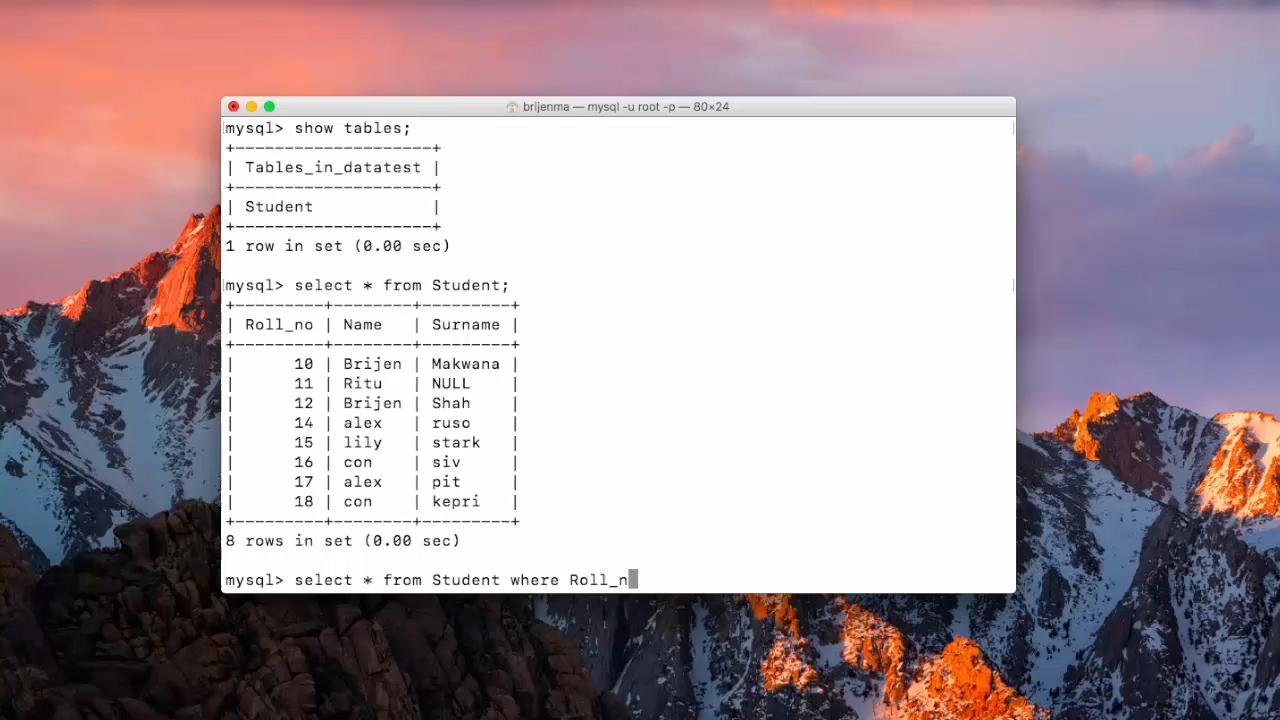 brijenma — mysql -u root -p — 80×24
mysql> show tables;
+-------------------+
| Tables_in_datatest |
+-------------------+
| Student |
+-------------------+
1 row in set (0.00 sec)
mysql> select * from Student;
+---------+--------+---------+
| Roll_no | Name | Surname |
+---------+--------+---------+
| 10 | Brijen | Makwana |
| 11 | Ritu | NULL |
| 12 | Brijen | Shah |
| 14 | alex | ruso |
| 15 | lily | stark |
| 16 | con | siv |
| 17 | alex | pit |
| 18 | con | kepri |
+---------+--------+---------+
8 rows in set (0.00 sec)
mysql> select * from Student where Roll_n